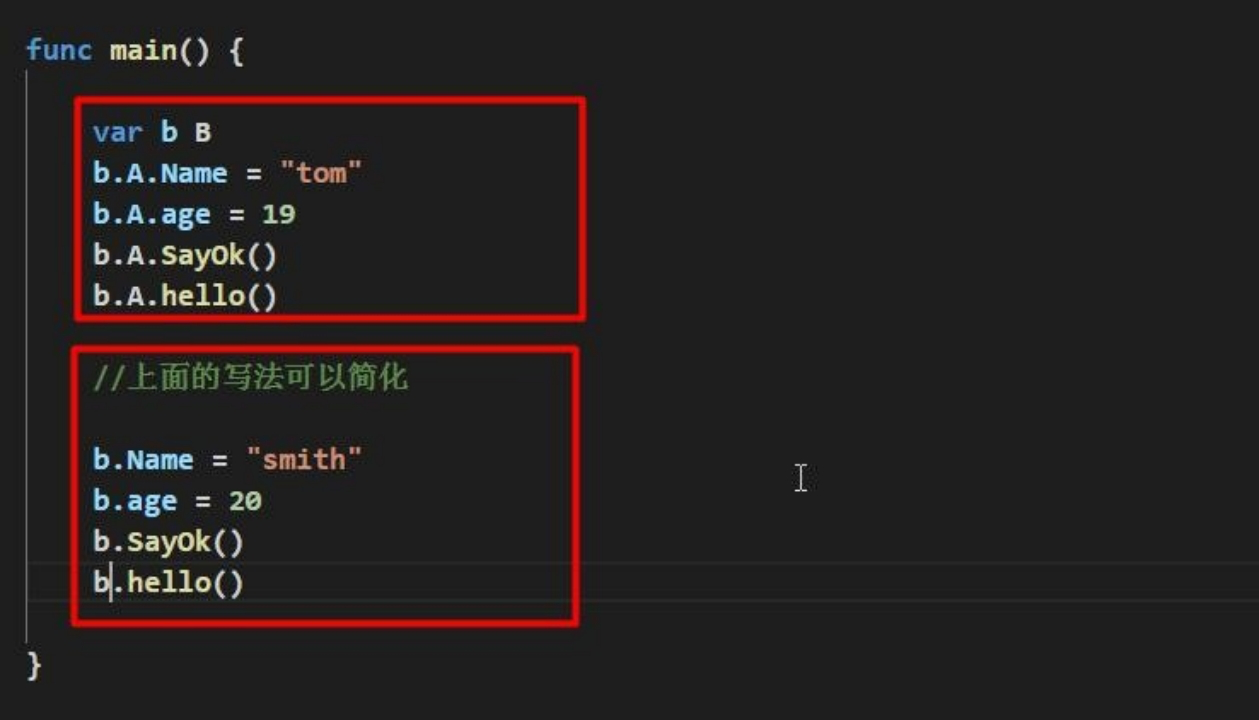 func main() {
var b B
b.A.Name = "tom"
b.A.age = 19
b.A.SayOk()
b.A.hello()
//上面的写法可以简化
b.Name = "smith"
b.age = 20
b.SayOk()
b.hello()
}